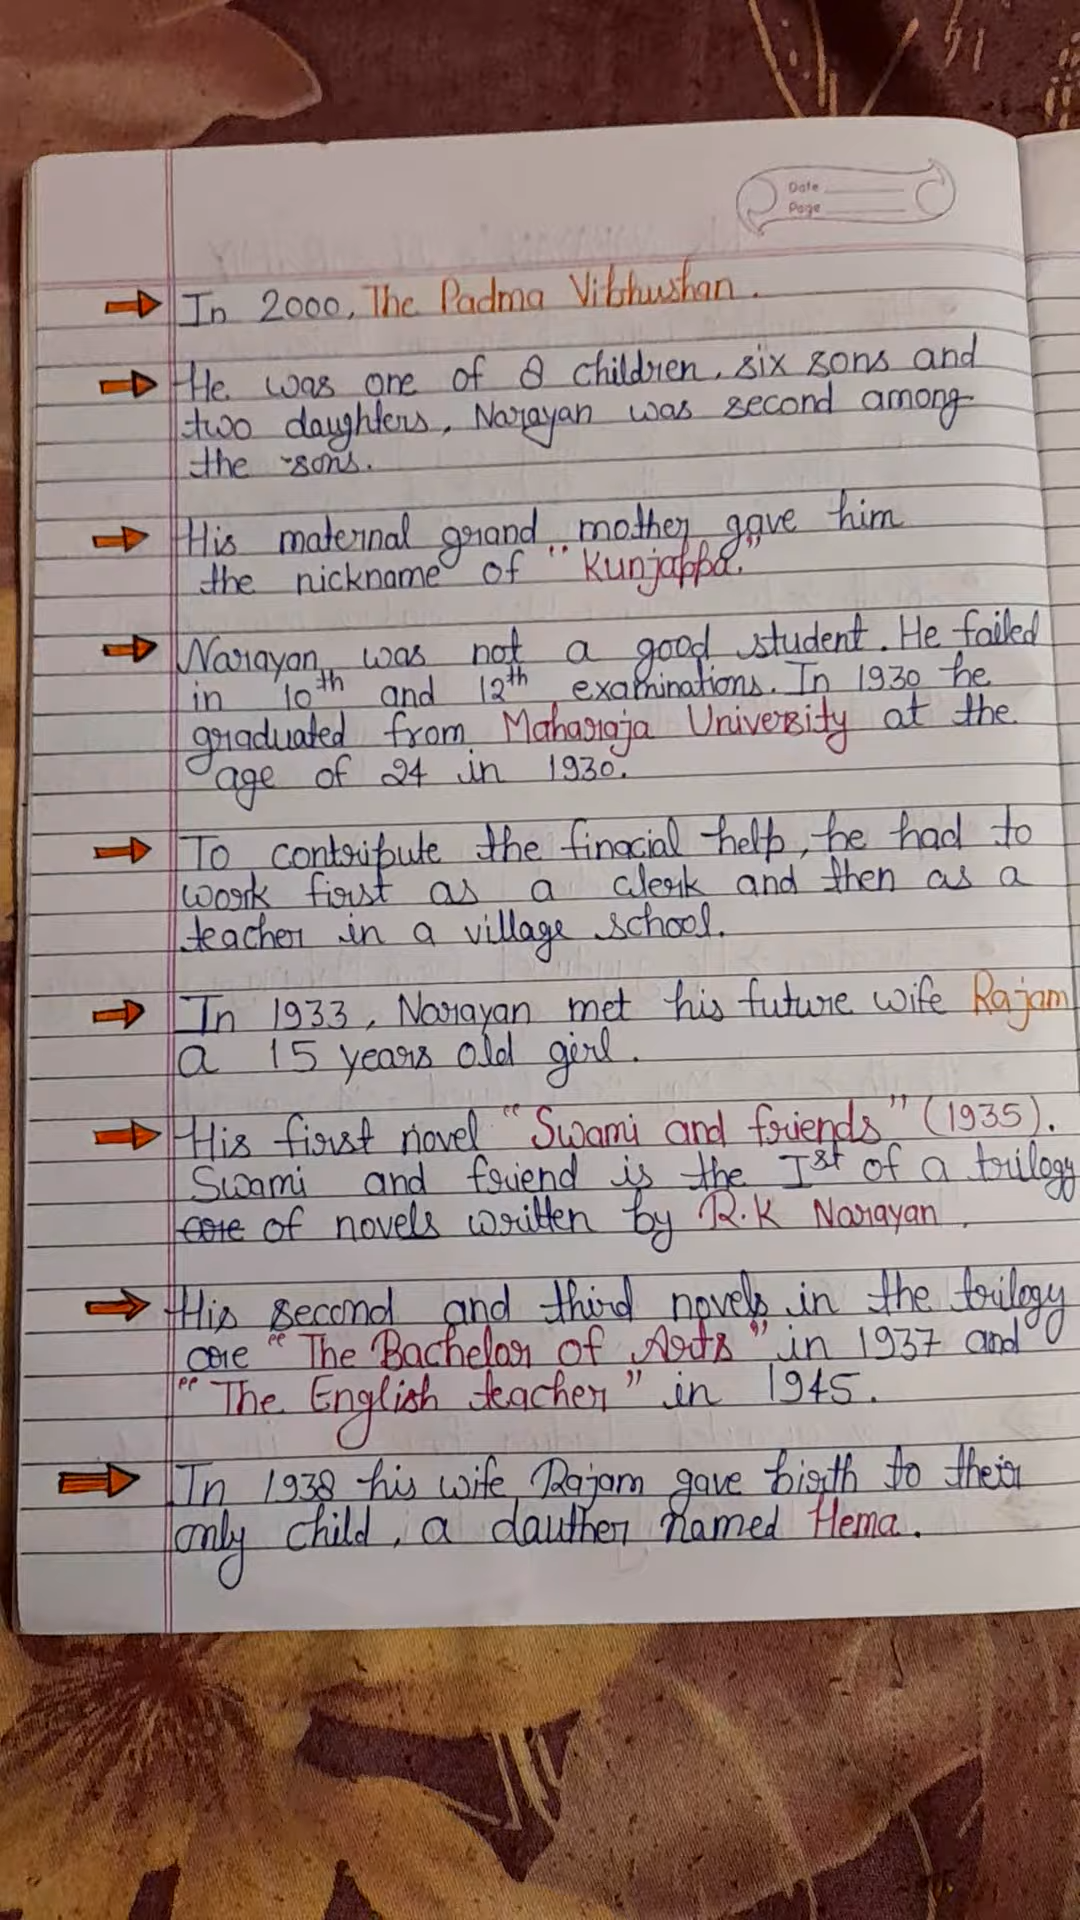 Date
Page
In 2000, The Padma Vibhushan.
He was one of 8 children, six sons and
two daughters, Narayan was second among
the sons.
His maternal grand mother gave him
the nickname of "Kunjappa."
Narayan was not a good student. He failed
in 10th and 12th examinations. In 1930 he
graduated from Maharaja University at the
age of 24 in 1930.
To contribute the finacial help, he had to
work first as a clerk and then as a
teacher in a village school.
In 1933, Narayan met his future wife Rajam
a 15 years old girl.
His first novel "Swami and friends" (1935).
Swami and friend is the Ist of a trilogy
are of novels written by R.K Narayan.
His second and third novels in the trilogy
are "The Bachelor of Arts" in 1937 and
"The English teacher" in 1945.
In 1938 his wife Rajam gave birth to their
only child, a dauther named Hema.